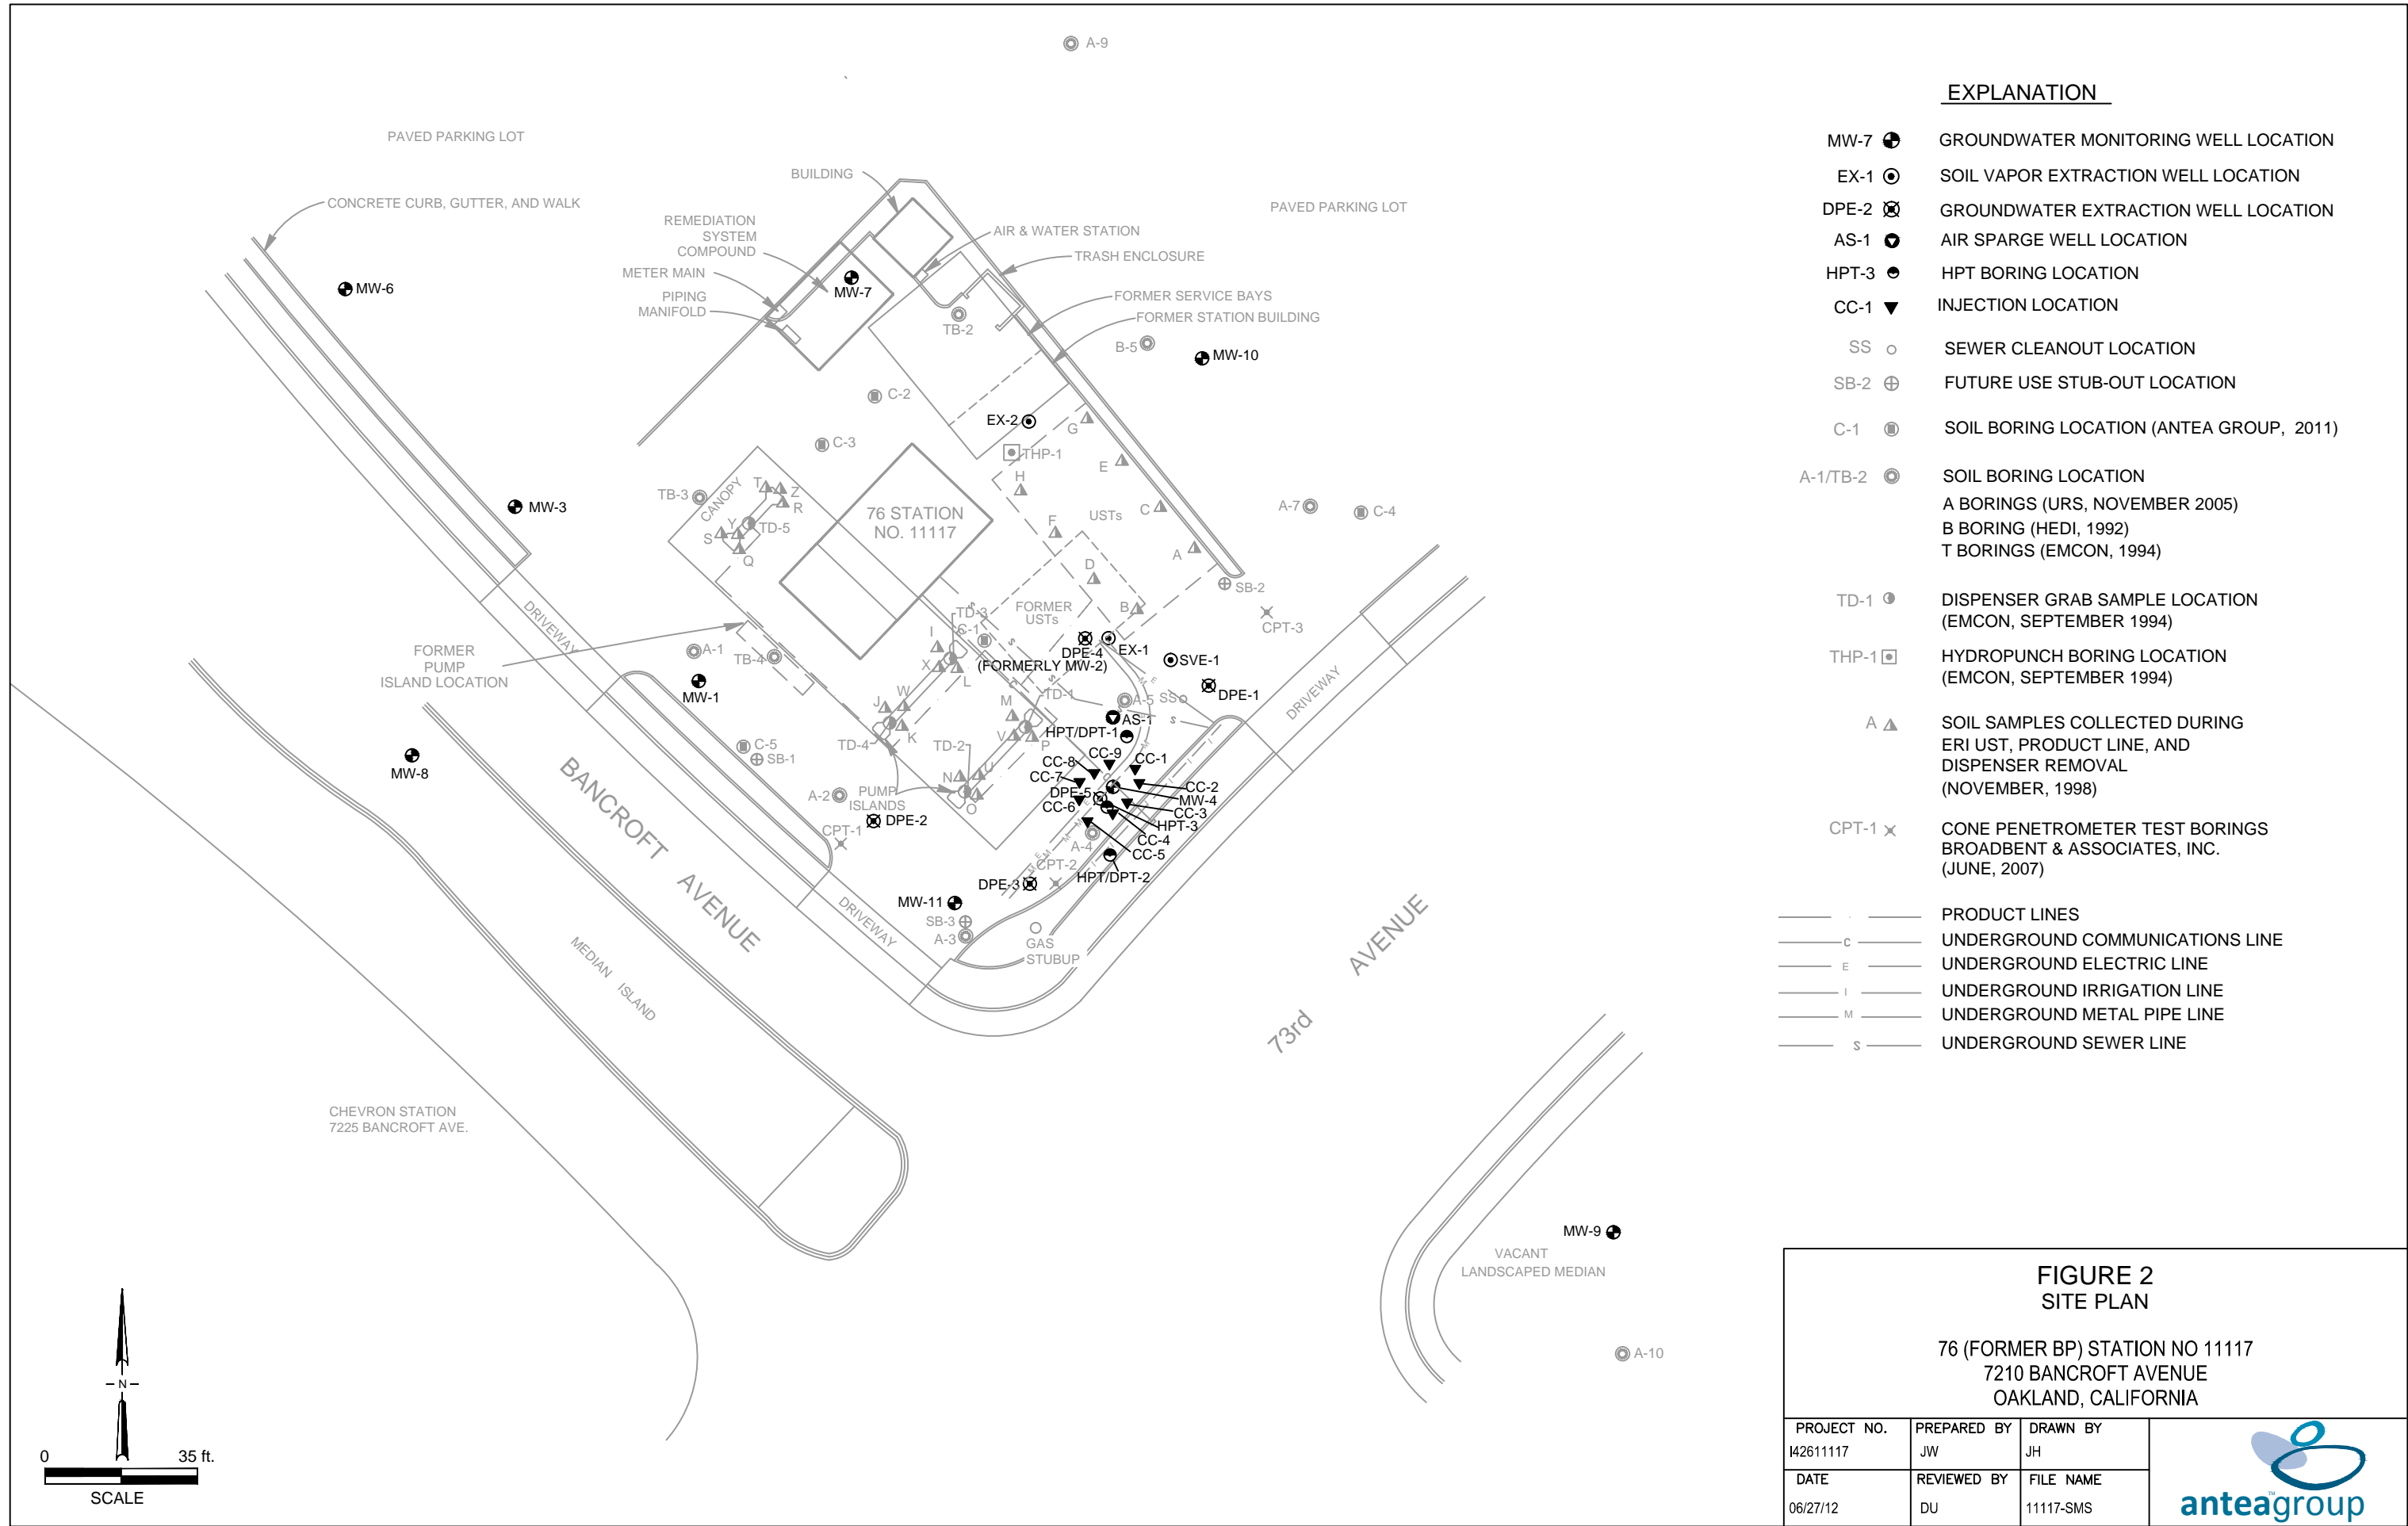 A-9
PAVED PARKING LOT
BUILDING
CONCRETE CURB, GUTTER, AND WALK
REMEDIATION
SYSTEM
COMPOUND
PAVED PARKING LOT
AIR & WATER STATION
TRASH ENCLOSURE
METER MAIN
PIPING
MANIFOLD
MW-7
MW-6
FORMER SERVICE BAYS
FORMER STATION BUILDING
TB-2
B-5
MW-10
C-2
EX-2
G
C-3
THP-1
E
H
TB-3
CANOPY
T
Z
R
MW-3
76 STATION
NO. 11117
USTs
C
A-7
C-4
Y
TD-5
S
Q
F
A
D
SB-2
B
CPT-3
DRIVEWAY
FORMER
USTs
TD-3
C-1
I
X
L
S
S
S
C
DPE-4
(FORMERLY MW-2)
EX-1
SVE-1
DPE-1
FORMER
PUMP
ISLAND LOCATION
A-1
TB-4
MW-1
J
W
K
M
TD-1
A-5
SS
E
M
S
AS-1
HPT/DPT-1
DRIVEWAY
TD-4
TD-2
V
P
C-5
SB-1
MW-8
N
U
O
CC-9
CC-8
CC-7
CC-1
CC-2
MW-4
DPE-5
CC-6
CC-3
HPT-3
CC-4
CC-5
A-2
PUMP
ISLANDS
DPE-2
CPT-1
A-4
CPT-2
HPT/DPT-2
DPE-3
MW-11
SB-3
A-3
GAS
STUBUP
DRIVEWAY
BANCROFT
AVENUE
MEDIAN
ISLAND
73rd
AVENUE
CHEVRON STATION
7225 BANCROFT AVE.
MW-9
VACANT
LANDSCAPED MEDIAN
A-10
N
0 35 ft.
SCALE
EXPLANATION
MW-7 GROUNDWATER MONITORING WELL LOCATION
EX-1 SOIL VAPOR EXTRACTION WELL LOCATION
DPE-2 GROUNDWATER EXTRACTION WELL LOCATION
AS-1 AIR SPARGE WELL LOCATION
HPT-3 HPT BORING LOCATION
CC-1 INJECTION LOCATION
SS SEWER CLEANOUT LOCATION
SB-2 FUTURE USE STUB-OUT LOCATION
C-1 SOIL BORING LOCATION (ANTEA GROUP, 2011)
A-1/TB-2 SOIL BORING LOCATION
A BORINGS (URS, NOVEMBER 2005)
B BORING (HEDI, 1992)
T BORINGS (EMCON, 1994)
TD-1 DISPENSER GRAB SAMPLE LOCATION
(EMCON, SEPTEMBER 1994)
THP-1 HYDROPUNCH BORING LOCATION
(EMCON, SEPTEMBER 1994)
A SOIL SAMPLES COLLECTED DURING
ERI UST, PRODUCT LINE, AND
DISPENSER REMOVAL
(NOVEMBER, 1998)
CPT-1 CONE PENETROMETER TEST BORINGS
BROADBENT & ASSOCIATES, INC.
(JUNE, 2007)
PRODUCT LINES
C UNDERGROUND COMMUNICATIONS LINE
E UNDERGROUND ELECTRIC LINE
I UNDERGROUND IRRIGATION LINE
M UNDERGROUND METAL PIPE LINE
S UNDERGROUND SEWER LINE
FIGURE 2
SITE PLAN
76 (FORMER BP) STATION NO 11117
7210 BANCROFT AVENUE
OAKLAND, CALIFORNIA
PROJECT NO. PREPARED BY DRAWN BY
I42611117 JW JH
DATE REVIEWED BY FILE NAME
06/27/12 DU 11117-SMS
anteagroup